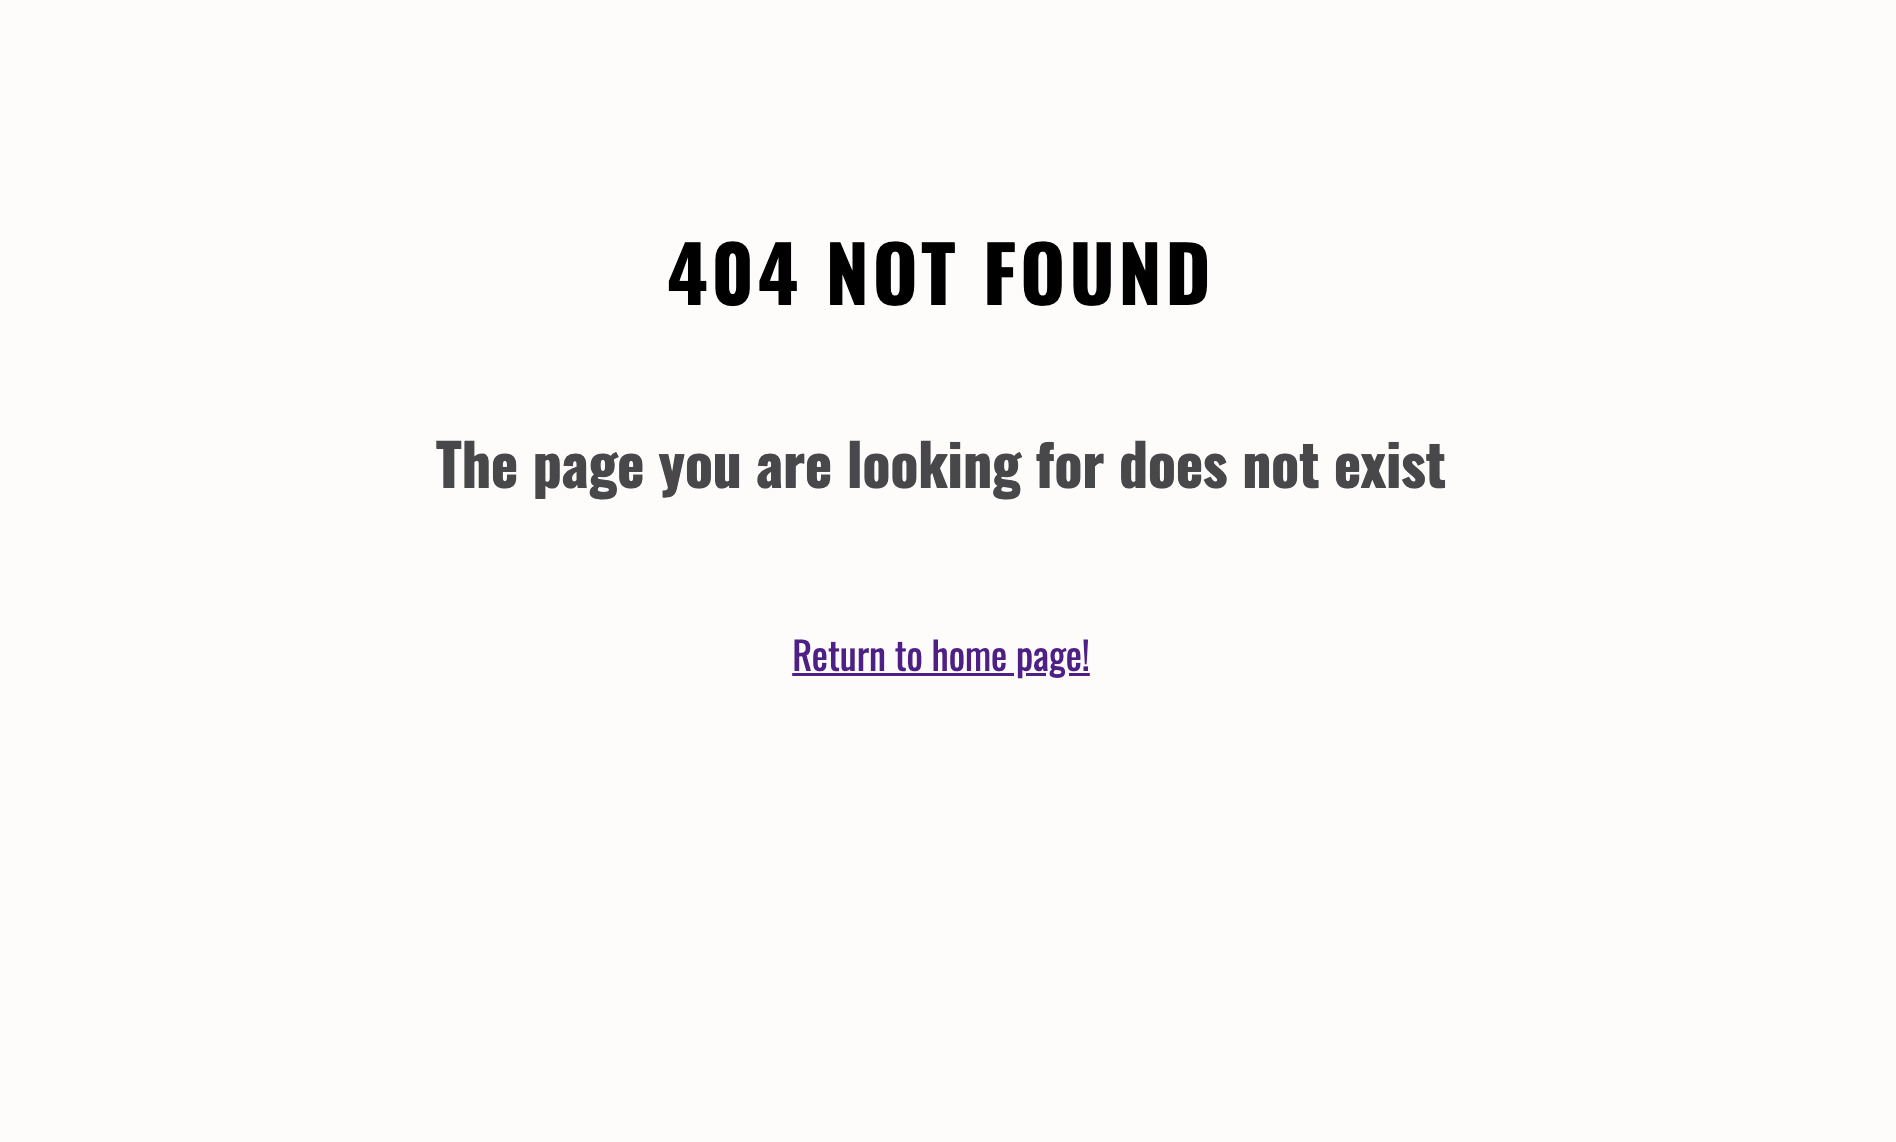 404 NOT FOUND
The page you are looking for does not exist
Return to home page!